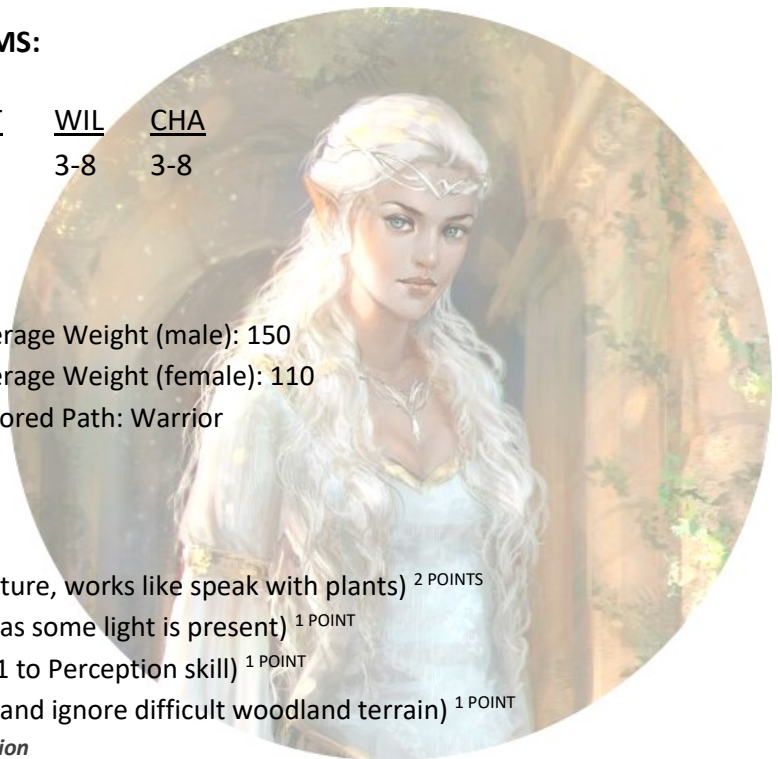 MS:
T WIL CHA
3-8 3-8
erage Weight (male): 150
erage Weight (female): 110
ored Path: Warrior
ture, works like speak with plants) 2 POINTS
as some light is present) 1 POINT
1 to Perception skill) 1 POINT
and ignore difficult woodland terrain) 1 POINT
ion